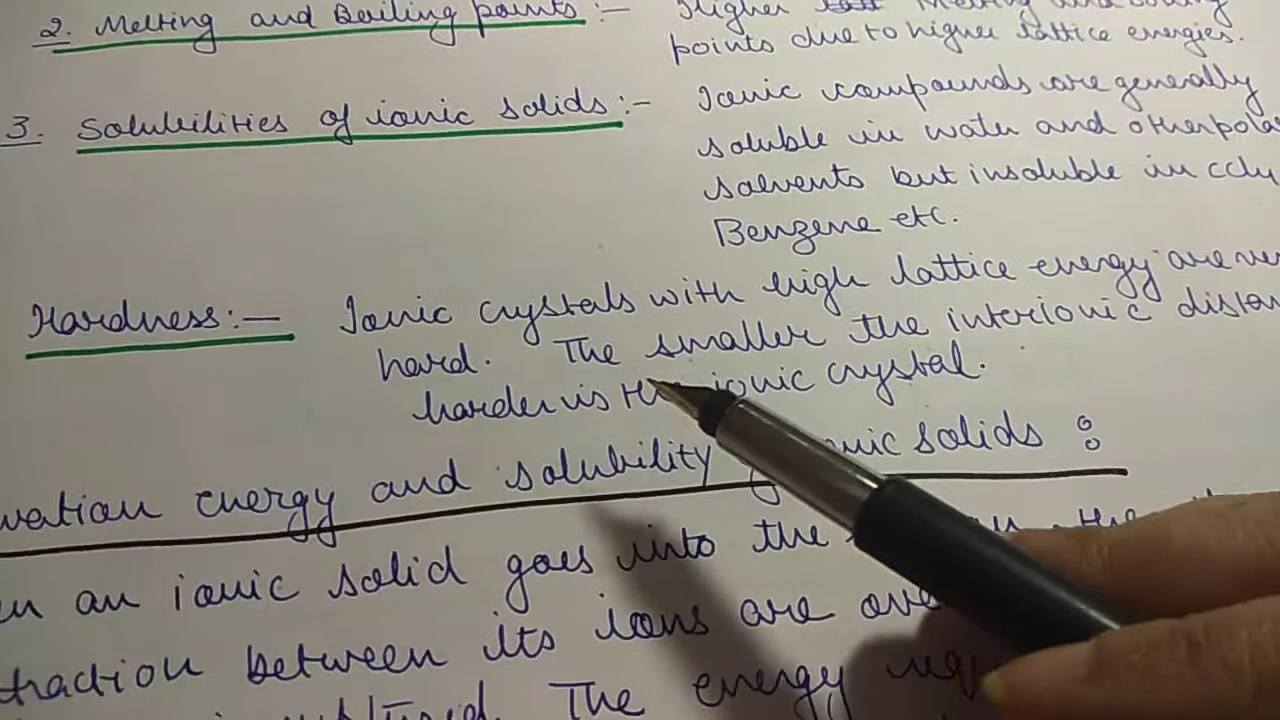 2. Melting and Boiling points :- Higher Melting and
points due to higher lattice energies.
3. Solubilities of ionic solids :- Ionic compounds are generally
soluble in water and other
solvents but insoluble in ccl4
Benzene etc.
Hardness :- Ionic crystals with high lattice energy are
hard. The smaller the interionic
harder is the ionic crystal.
energy and solubility solids :
an ionic solid goes into the
between its ions are
The energy